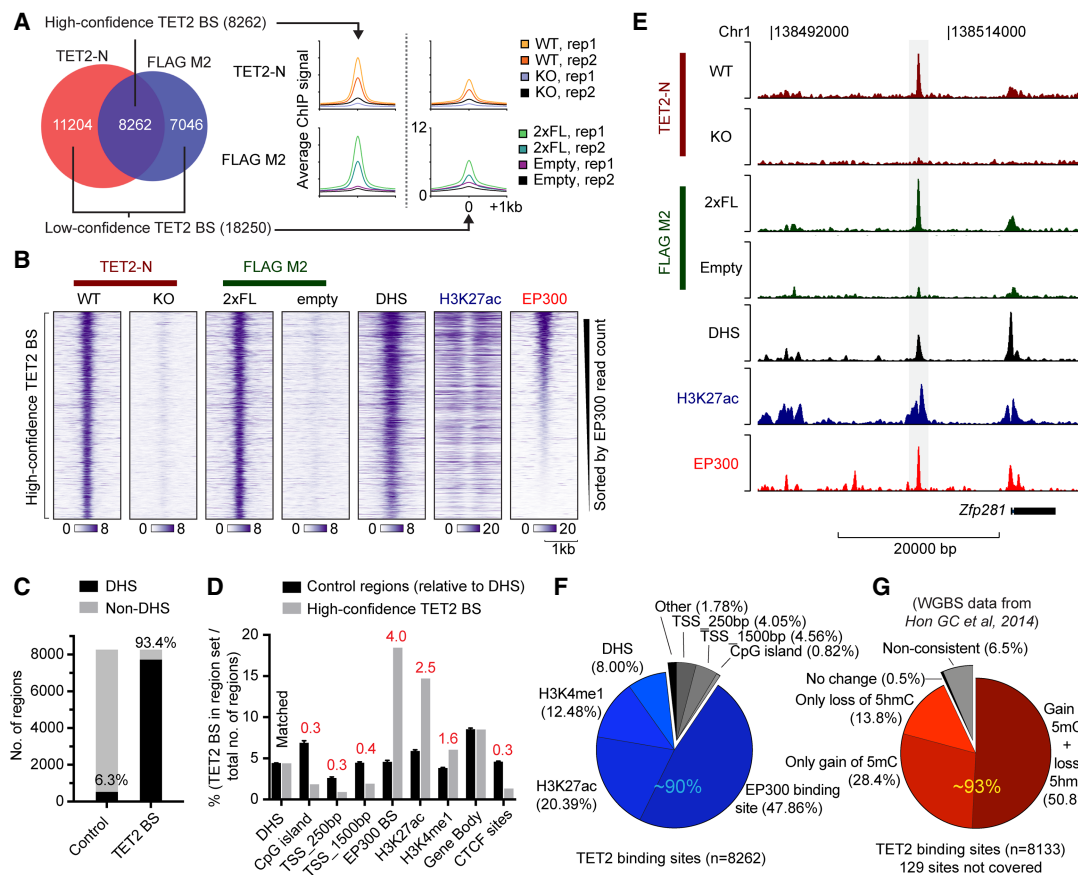 A
High-confidence TET2 BS (8262)
TET2-N
FLAG M2
11204
8262
7046
Low-confidence TET2 BS (18250)
TET2-N
FLAG M2
Average ChIP signal
12
0
0
+1kb
WT, rep1
WT, rep2
KO, rep1
KO, rep2
2xFL, rep1
2xFL, rep2
Empty, rep1
Empty, rep2
B
TET2-N
FLAG M2
WT
KO
2xFL
empty
DHS
H3K27ac
EP300
High-confidence TET2 BS
Sorted by EP300 read count
0 8
0 8
0 8
0 8
0 8
0 20
0 20
1kb
C
DHS
Non-DHS
No. of regions
8000
6000
4000
2000
0
93.4%
6.3%
Control
TET2 BS
D
Control regions (relative to DHS)
High-confidence TET2 BS
% (TET2 BS in region set /
total no. of regions)
20
15
10
5
0
Matched
0.3
0.3
0.4
4.0
2.5
1.6
0.3
DHS
CpG island
TSS_250bp
TSS_1500bp
EP300 BS
H3K27ac
H3K4me1
Gene Body
CTCF sites
E
Chr1
|138492000
|138514000
TET2-N
FLAG M2
WT
KO
2xFL
Empty
DHS
H3K27ac
EP300
Zfp281
20000 bp
F
Other (1.78%)
TSS_250bp (4.05%)
TSS_1500bp (4.56%)
CpG island (0.82%)
DHS
(8.00%)
H3K4me1
(12.48%)
H3K27ac
(20.39%)
~90%
EP300 binding
site (47.86%)
TET2 binding sites (n=8262)
G
(WGBS data from
Hon GC et al, 2014)
Non-consistent (6.5%)
No change (0.5%)
Only loss of 5hmC
(13.8%)
Only gain of 5mC
(28.4%)
~93%
Gain
5mC
+
loss
5hm
(50.8
TET2 binding sites (n=8133)
129 sites not covered